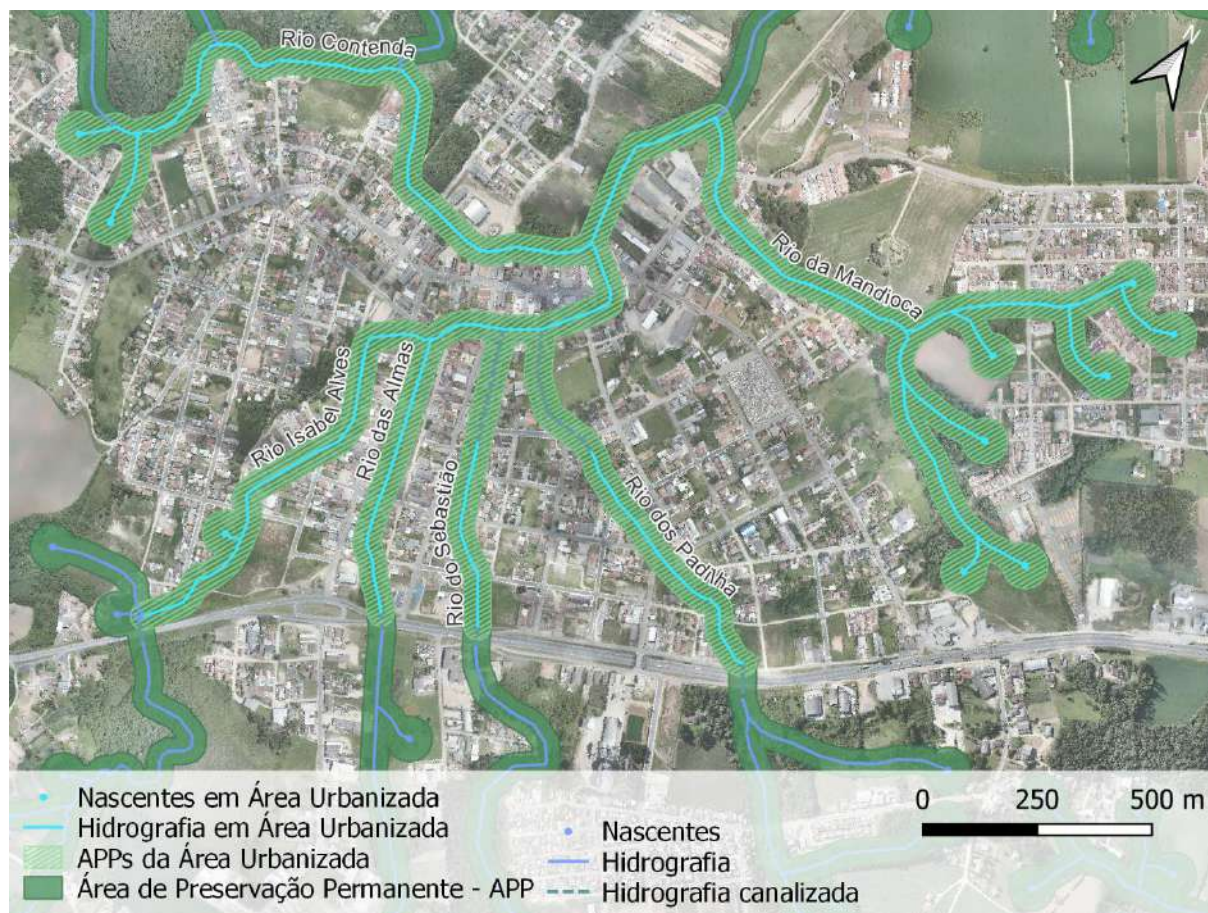 Rio Contenda
N
Rio da Mandioca
Rio Isabel Alves
Rio das Almas
Rio do Sebastião
Rio dos Padilha
Nascentes em Área Urbanizada
Hidrografia em Área Urbanizada
APPs da Área Urbanizada
Área de Preservação Permanente - APP
Nascentes
Hidrografia
Hidrografia canalizada
0 250 500 m